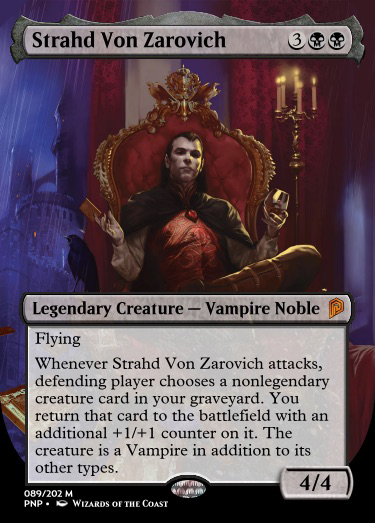 Strahd Von Zarovich 3
Legendary Creature — Vampire Noble
Flying
Whenever Strahd Von Zarovich attacks,
defending player chooses a nonlegendary
creature card in your graveyard. You
return that card to the battlefield with an
additional +1/+1 counter on it. The
creature is a Vampire in addition to its
other types.
4/4
089/202 M
PNP • Wizards of the Coast